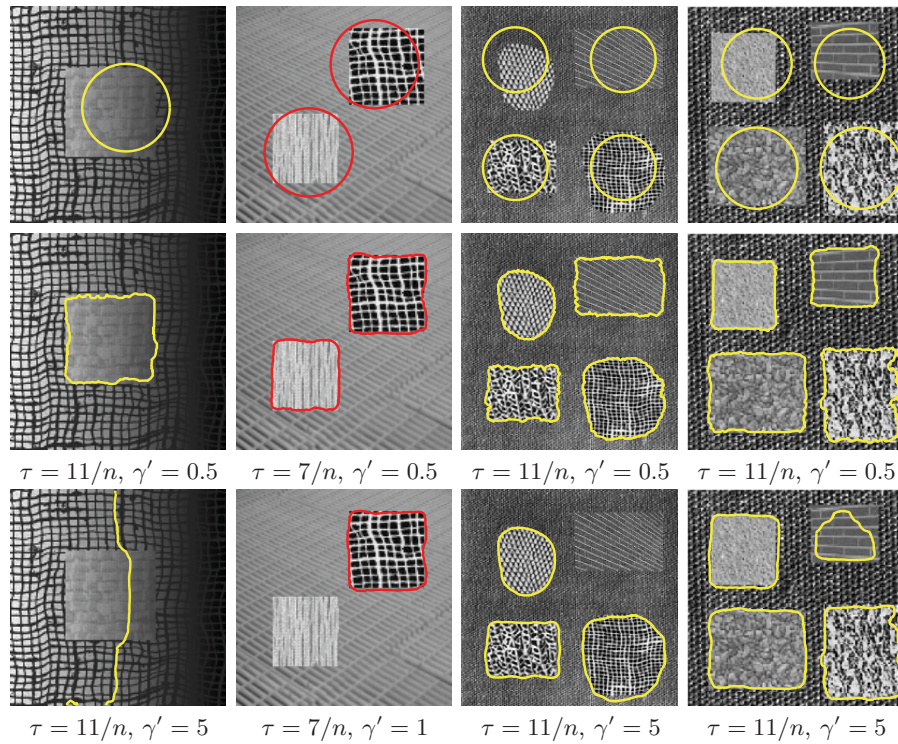 τ = 11/n, γ′ = 0.5 τ = 7/n, γ′ = 0.5 τ = 11/n, γ′ = 0.5 τ = 11/n, γ′ = 0.5
τ = 11/n, γ′ = 5 τ = 7/n, γ′ = 1 τ = 11/n, γ′ = 5 τ = 11/n, γ′ = 5